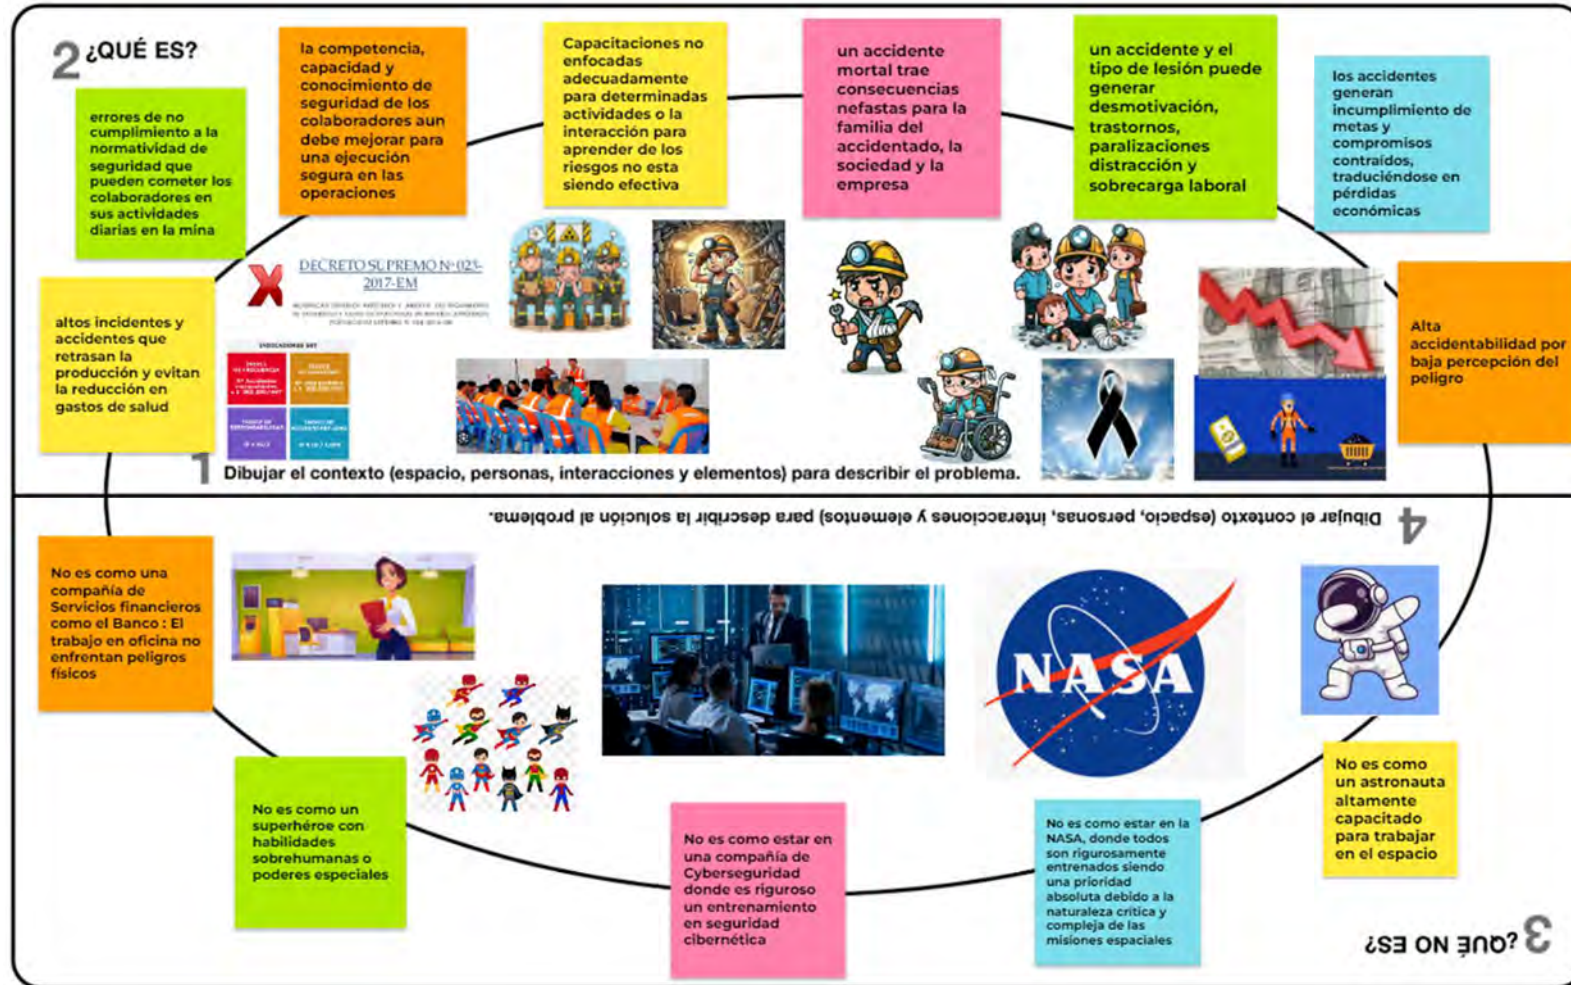 2 ¿QUÉ ES?
errores de no
cumplimiento a la
normatividad de
seguridad que
pueden cometer los
colaboradores en
sus actividades
diarias en la mina
la competencia,
capacidad y
conocimiento de
seguridad de los
colaboradores aun
debe mejorar para
una ejecución
segura en las
operaciones
Capacitaciones no
enfocadas
adecuadamente
para determinadas
actividades o la
interacción para
aprender de los
riesgos no esta
siendo efectiva
un accidente
mortal trae
consecuencias
nefastas para la
familia del
accidentado, la
sociedad y la
empresa
un accidente y el
tipo de lesión puede
generar
desmotivación,
trastornos,
paralizaciones
distracción y
sobrecarga laboral
los accidentes
generan
incumplimiento de
metas y
compromisos
contraídos,
traduciéndose en
pérdidas
económicas
altos incidentes y
accidentes que
retrasan la
producción y evitan
la reducción en
gastos de salud
DECRETO SUPREMO Nº 023-
2017-EM
Alta
accidentabilidad por
baja percepción del
peligro
1 Dibujar el contexto (espacio, personas, interacciones y elementos) para describir el problema.
4 Dibujar el contexto (espacio, personas, interacciones y elementos) para describir la solución al problema.
No es como una
compañía de
Servicios financieros
como el Banco : El
trabajo en oficina no
enfrentan peligros
físicos
NASA
No es como un
superhéroe con
habilidades
sobrehumanas o
poderes especiales
No es como estar en
una compañía de
Cyberseguridad
donde es riguroso
un entrenamiento
en seguridad
cibernética
No es como estar en la
NASA, donde todos
son rigurosamente
entrenados siendo
una prioridad
absoluta debido a la
naturaleza crítica y
compleja de las
misiones espaciales
No es como
un astronauta
altamente
capacitado
para trabajar
en el espacio
3 ¿QUÉ NO ES?